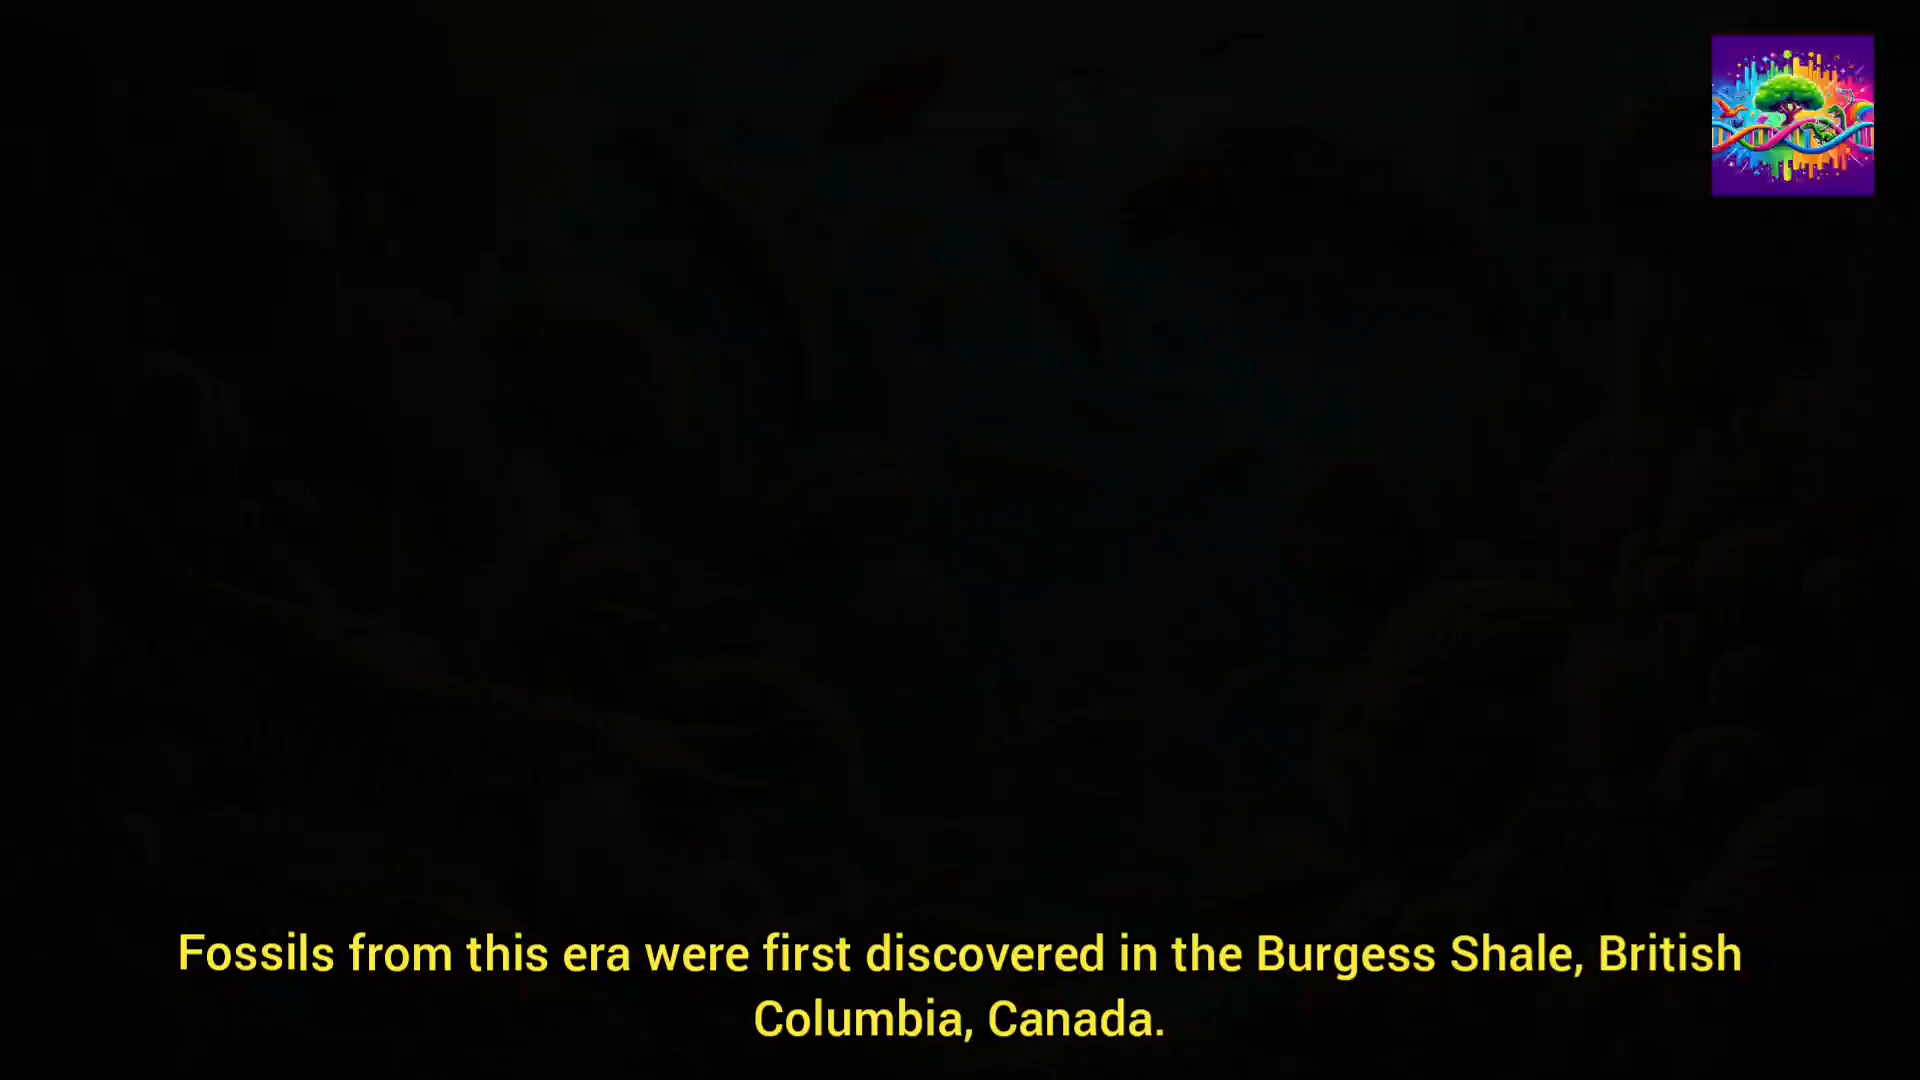 Fossils from this era were first discovered in the Burgess Shale, British
Columbia, Canada.